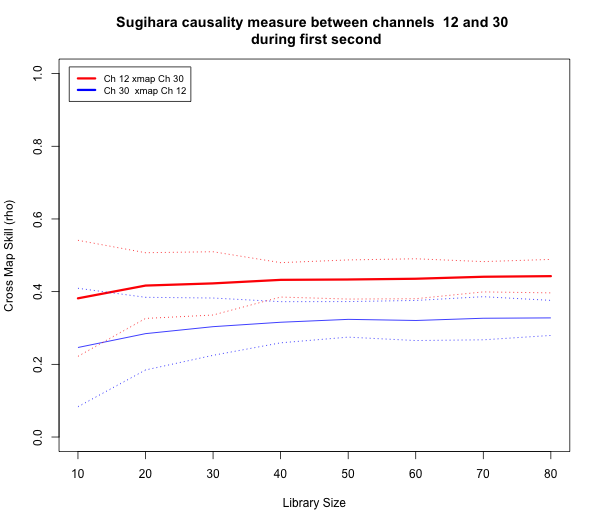 Sugihara causality measure between channels  12 and 30
during first second
Ch 12 xmap Ch 30
Ch 30  xmap Ch 12
Cross Map Skill (rho)
1.0
0.8
0.6
0.4
0.2
0.0
10 20 30 40 50 60 70 80
Library Size